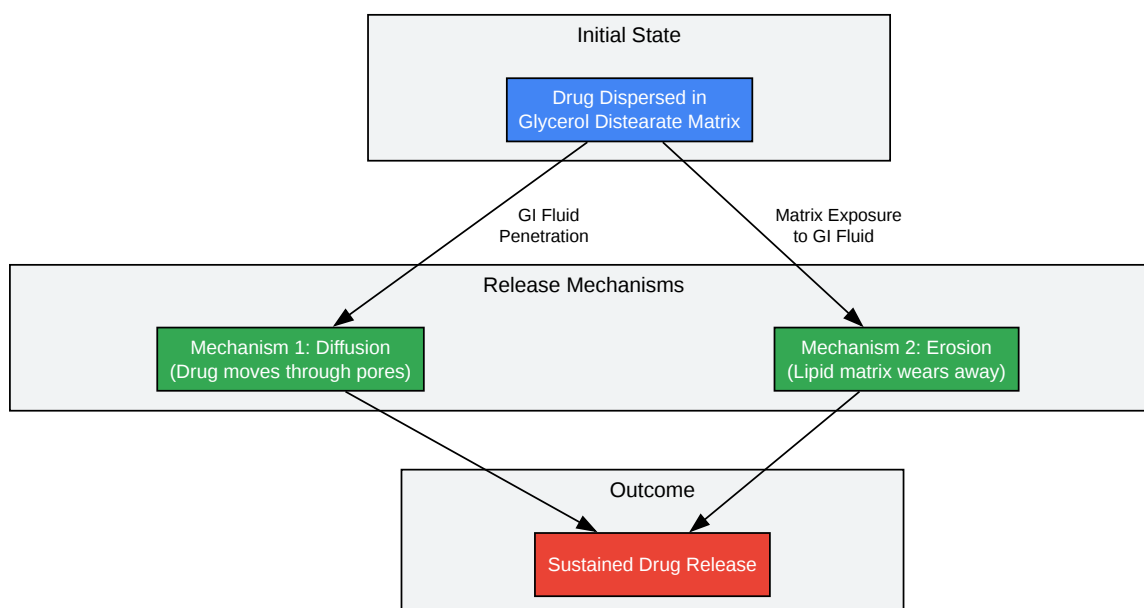 Initial State
Drug Dispersed in
Glycerol Distearate Matrix
GI Fluid
Penetration
Matrix Exposure
to GI Fluid
Release Mechanisms
Mechanism 1: Diffusion
(Drug moves through pores)
Mechanism 2: Erosion
(Lipid matrix wears away)
Outcome
Sustained Drug Release